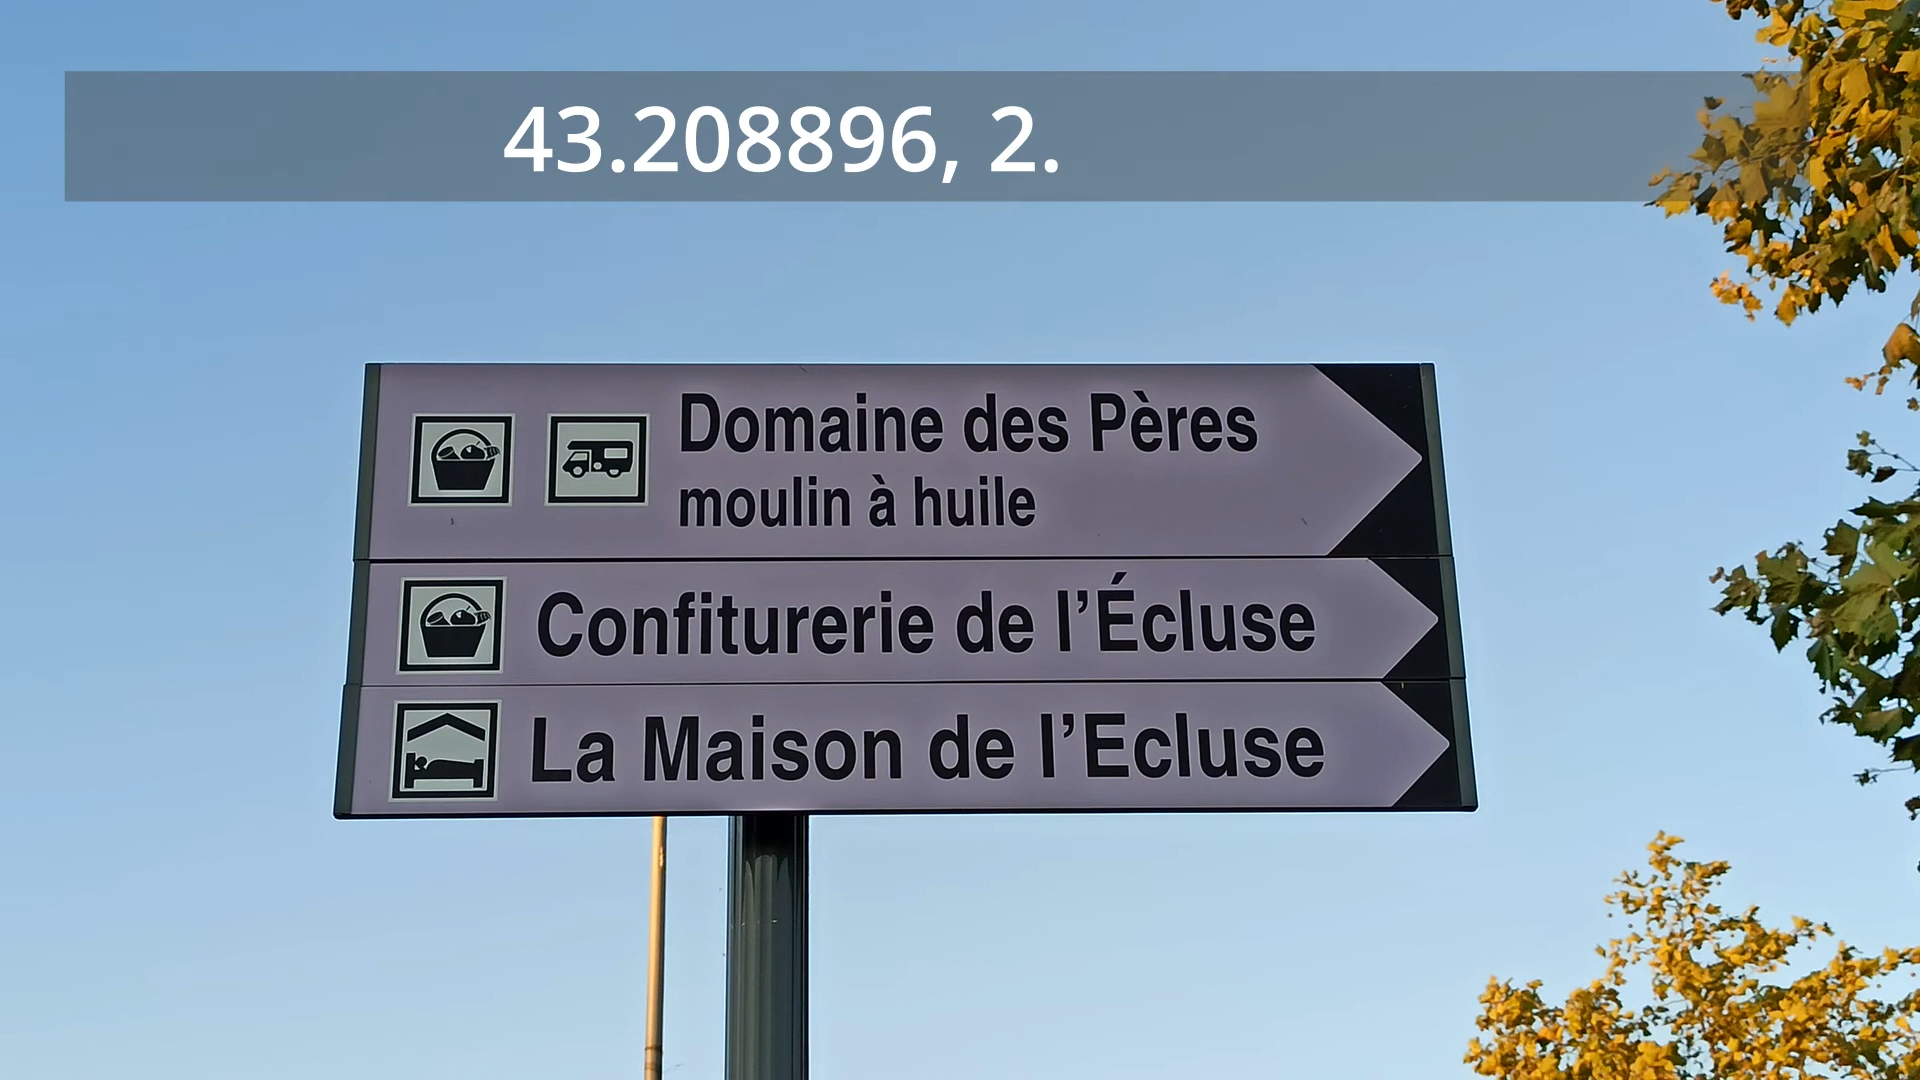 43.208896, 2.
Domaine des Pères
moulin à huile
Confiturerie de l’Écluse
La Maison de l’Ecluse